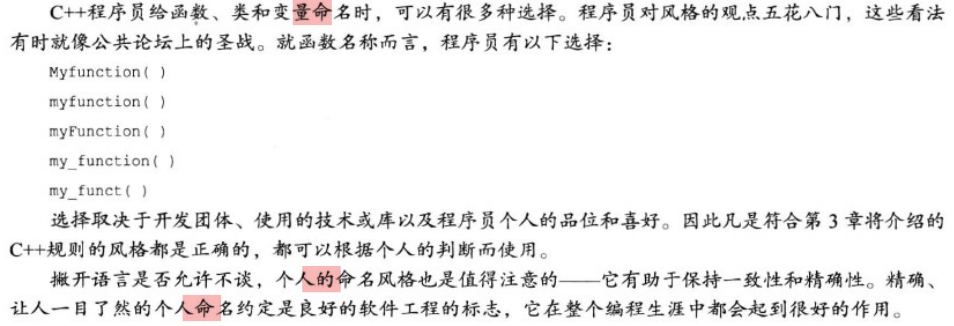 C++程序员给函数、类和变量命名时，可以有很多种选择。程序员对风格的观点五花八门，这些看法
有时就像公共论坛上的圣战。就函数名称而言，程序员有以下选择：
Myfunction( )
myfunction( )
myFunction( )
my_function( )
my_funct( )
选择取决于开发团体、使用的技术或库以及程序员个人的品位和喜好。因此凡是符合第 3 章将介绍的
C++规则的风格都是正确的，都可以根据个人的判断而使用。
撇开语言是否允许不谈，个人的命名风格也是值得注意的——它有助于保持一致性和精确性。精确、
让人一目了然的个人命名约定是良好的软件工程的标志，它在整个编程生涯中都会起到很好的作用。